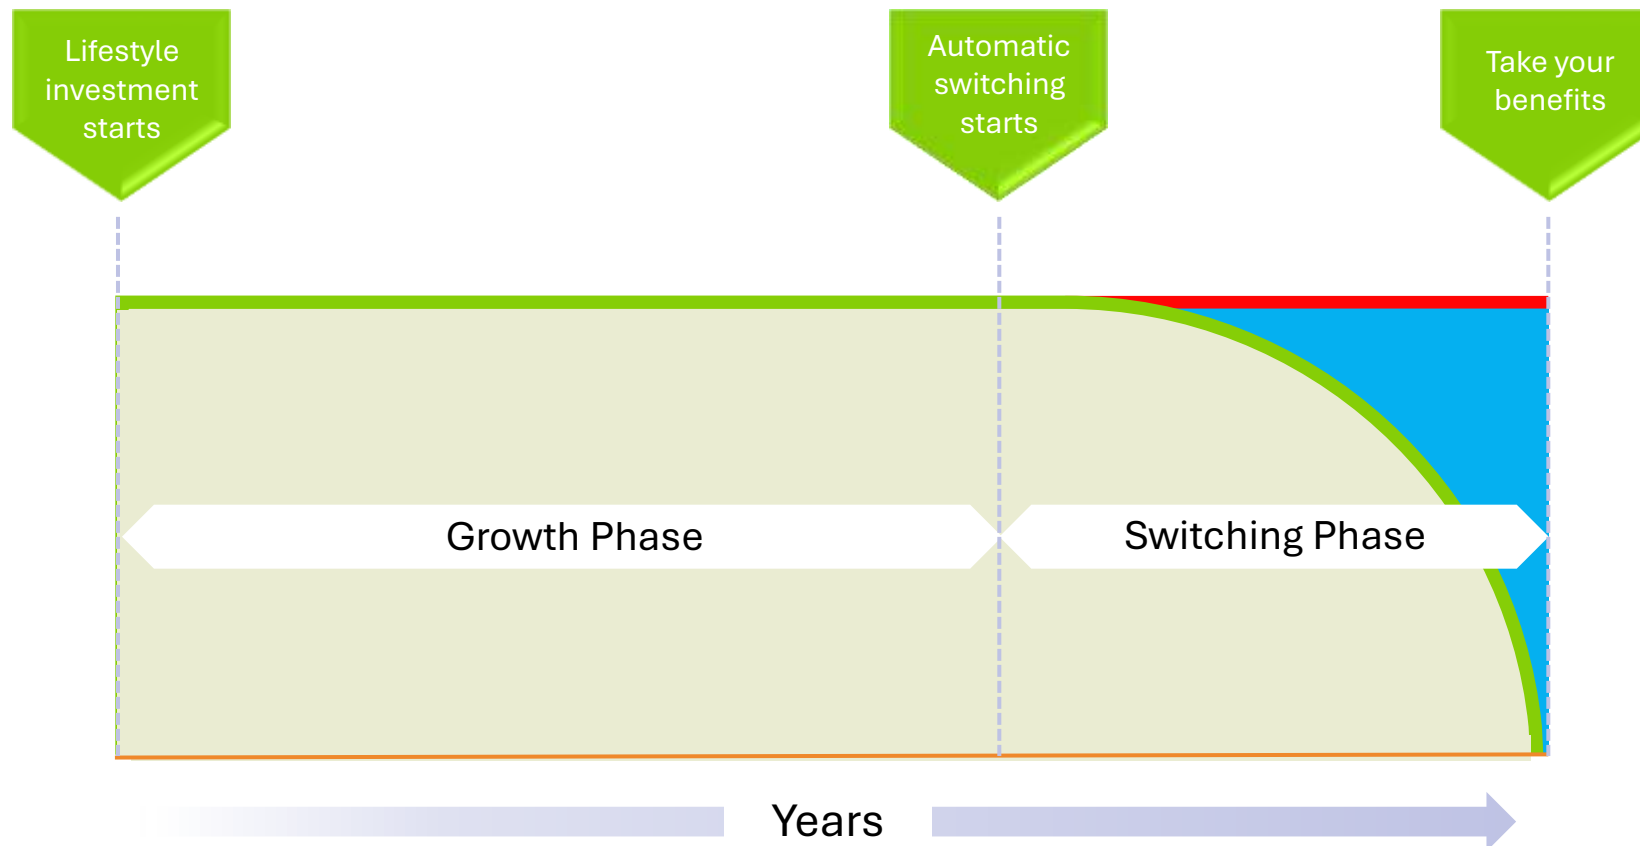 Lifestyle
investment
starts
Automatic
switching
starts
Take your
benefits
Growth Phase
Switching Phase
Years